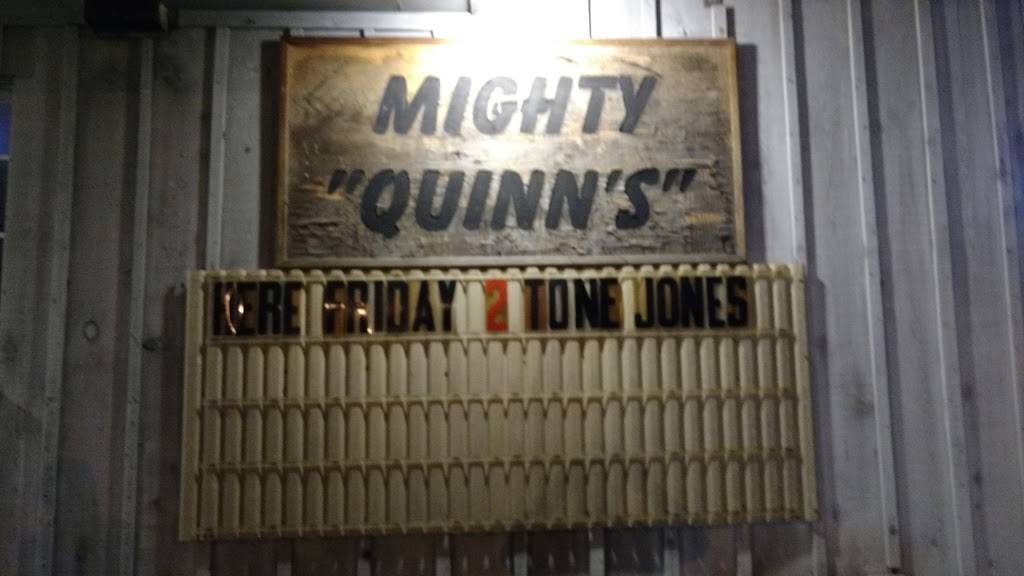 MIGHTY
"QUINN'S"
HERE FRIDAY 2 TONE JONES